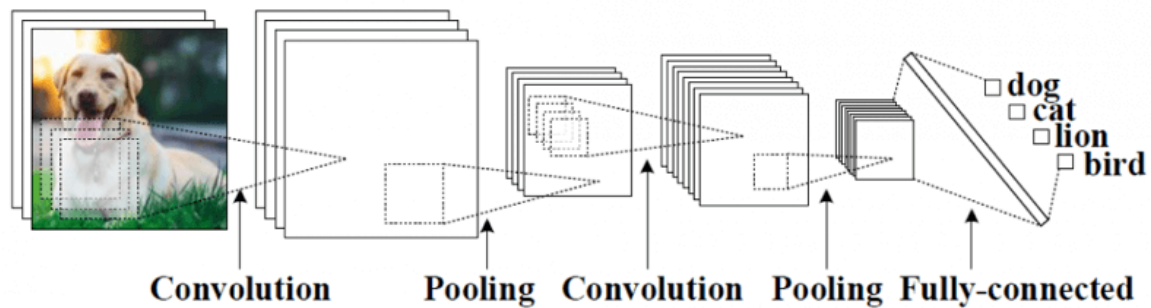 dog
cat
lion
bird
Convolution Pooling Convolution Pooling Fully-connected